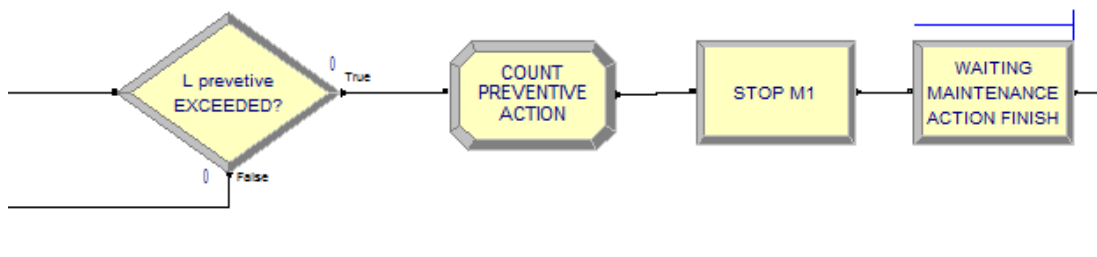 L prevetive
EXCEEDED?
0
True
0
False
COUNT
PREVENTIVE
ACTION
STOP M1
WAITING
MAINTENANCE
ACTION FINISH